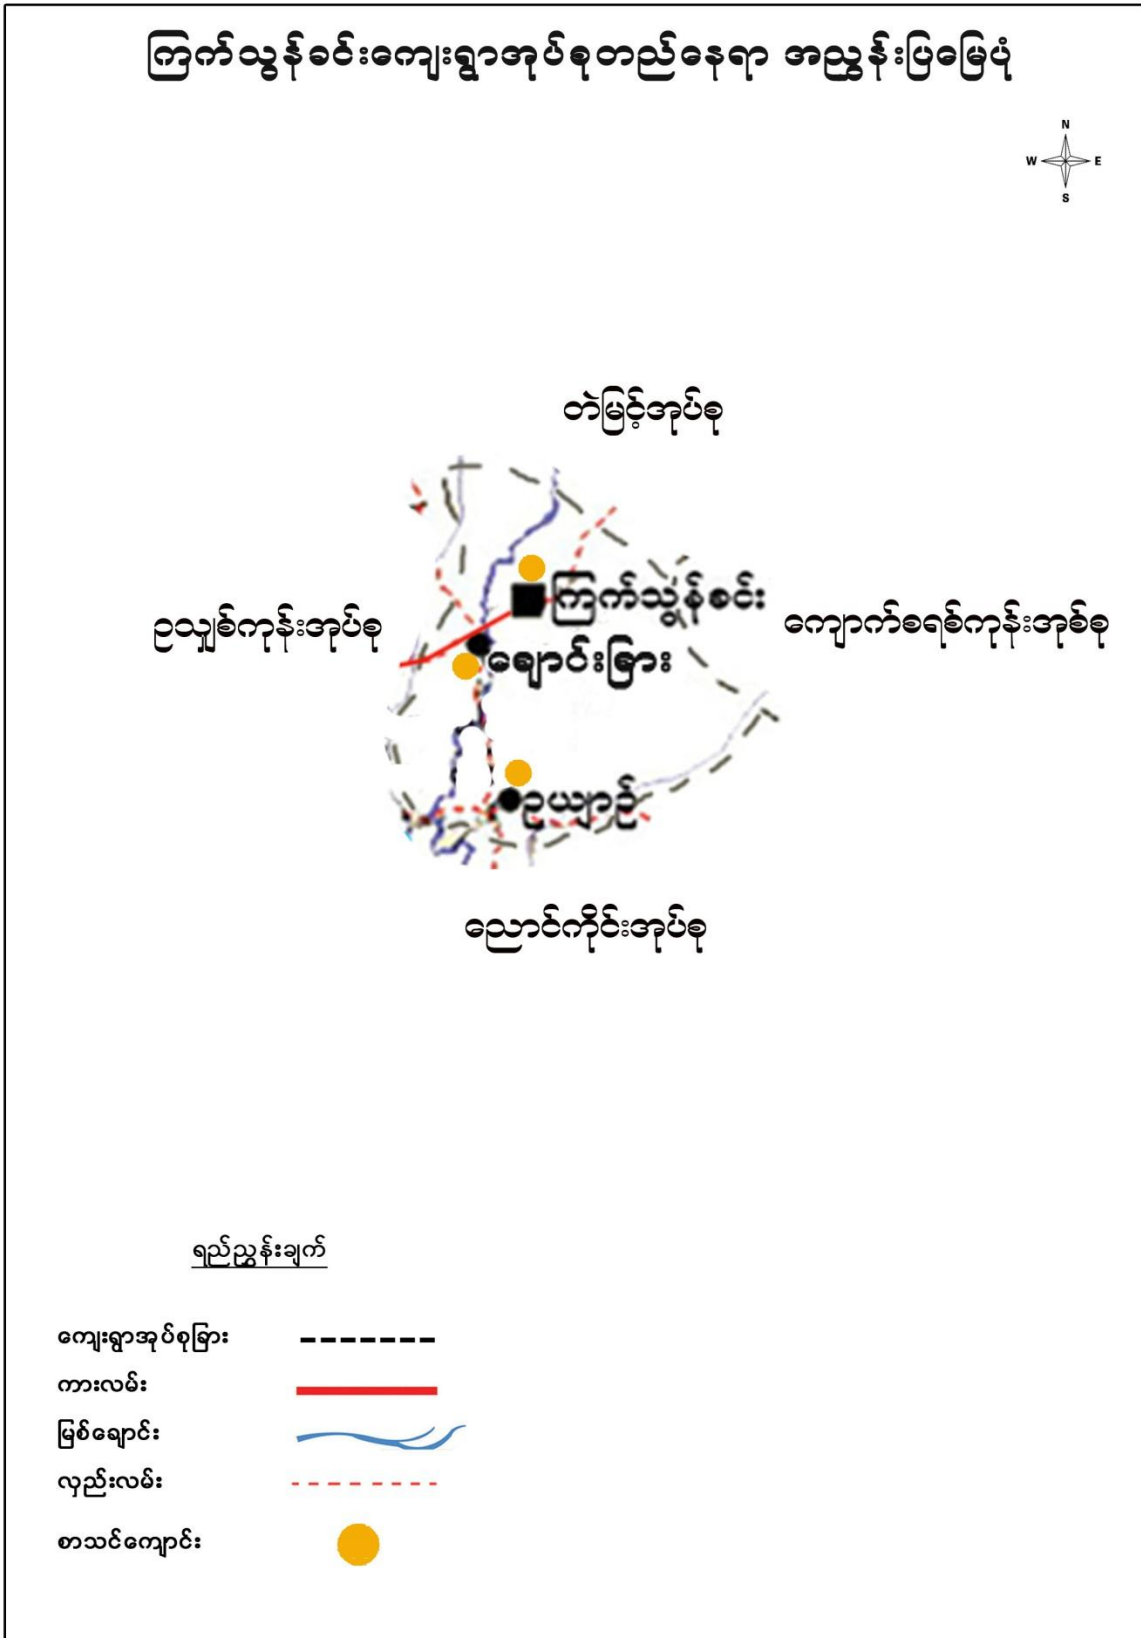 ကြက်သွန်ခင်းကျေးရွာအုပ်စုတည်နေရာ အညွှန်းပြမြေပုံ
N
W E
S
တဲမြင့်အုပ်စု
ကြက်သွန်စင်း
ဥသျှစ်ကုန်းအုပ်စု
ကျောက်စရစ်ကုန်းအုစ်စု
ချောင်းခြား
ဥယျာဉ်
ညောင်ကိုင်းအုပ်စု
ရည်ညွှန်းချက်
ကျေးရွာအုပ်စုခြား
ကားလမ်း
မြစ်ချောင်း
လှည်းလမ်း
စာသင်ကျောင်း